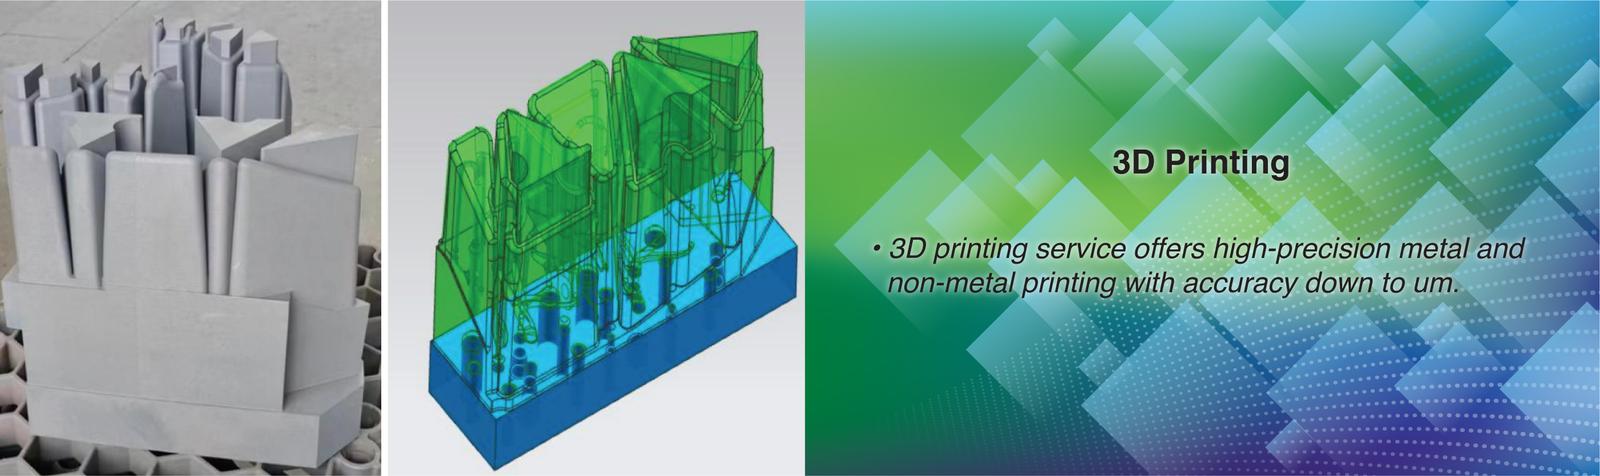 3D Printing
• 3D printing service offers high-precision metal and
non-metal printing with accuracy down to um.